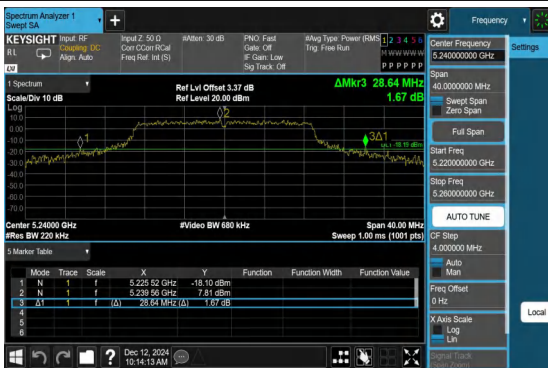 Spectrum Analyzer 1
Swept SA
+
Frequency
KEYSIGHT
RL
LXI
Input: RF
Coupling: DC
Align: Auto
Input Z: 50 Ω
Corr CCorr RCal
Freq Ref: Int (S)
#Atten: 30 dB
PNO: Fast
Gate: Off
IF Gain: Low
Sig Track: Off
#Avg Type: Power (RMS
Trig: Free Run
1 2 3 4 5 6
M W W W W W
P P P P P P
1 Spectrum
Scale/Div 10 dB
Ref Lvl Offset 3.37 dB
Ref Level 20.00 dBm
ΔMkr3 28.64 MHz
1.67 dB
Log
10.0
0.00
-10.0
-20.0
-30.0
-40.0
-50.0
-60.0
-70.0
1
2
3Δ1
DL1 -18.19 dBm
Center 5.24000 GHz
#Res BW 220 kHz
#Video BW 680 kHz
Span 40.00 MHz
Sweep 1.00 ms (1001 pts)
5 Marker Table
Mode Trace Scale X Y Function Function Width Function Value
1 N 1 f 5.225 52 GHz -18.10 dBm
2 N 1 f 5.239 56 GHz 7.81 dBm
3 Δ1 1 f (Δ) 28.64 MHz (Δ) 1.67 dB
4
5
6
Dec 12, 2024
10:14:13 AM
?
Center Frequency
5.240000000 GHz
Settings
Span
40.0000000 MHz
Swept Span
Zero Span
Full Span
Start Freq
5.220000000 GHz
Stop Freq
5.260000000 GHz
AUTO TUNE
CF Step
4.000000 MHz
Auto
Man
Freq Offset
0 Hz
X Axis Scale
Log
Lin
Local
Signal Track
(Span Zoom)